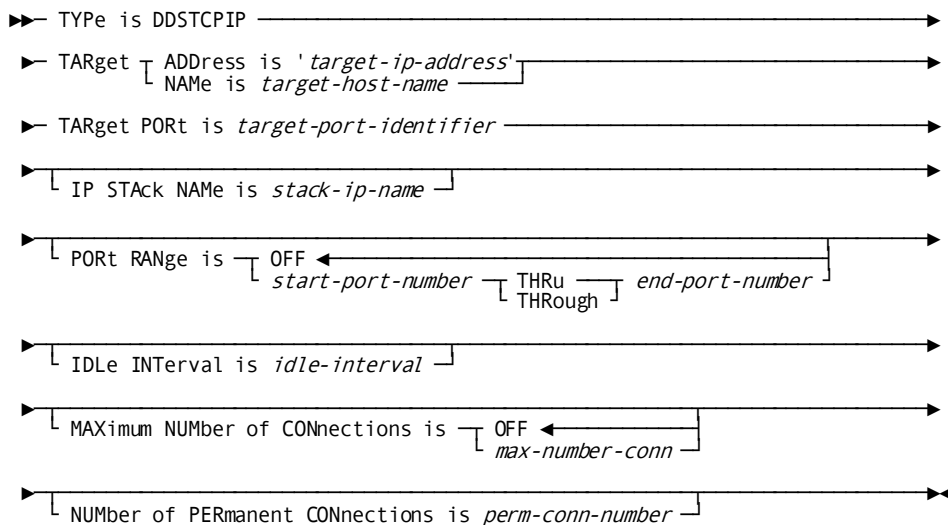 TYPe is DDSTCPIP
TARget ADDress is 'target-ip-address'
NAMe is target-host-name
TARget PORt is target-port-identifier
IP STAck NAMe is stack-ip-name
PORt RANge is OFF
start-port-number THRu end-port-number
THRough
IDLe INTerval is idle-interval
MAXimum NUMber of CONnections is OFF
max-number-conn
NUMber of PERmanent CONnections is perm-conn-number